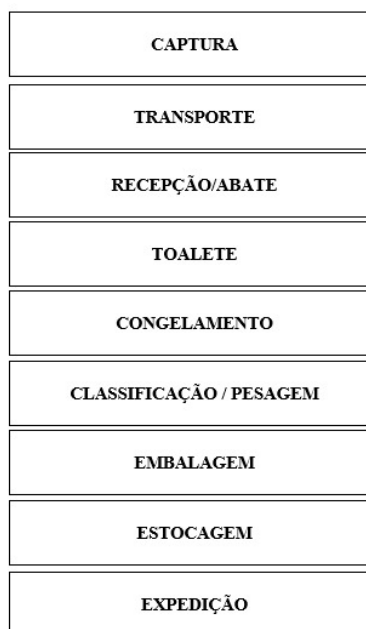 CAPTURA
TRANSPORTE
RECEPÇÃO/ABATE
TOALETE
CONGELAMENTO
CLASSIFICAÇÃO / PESAGEM
EMBALAGEM
ESTOCAGEM
EXPEDIÇÃO